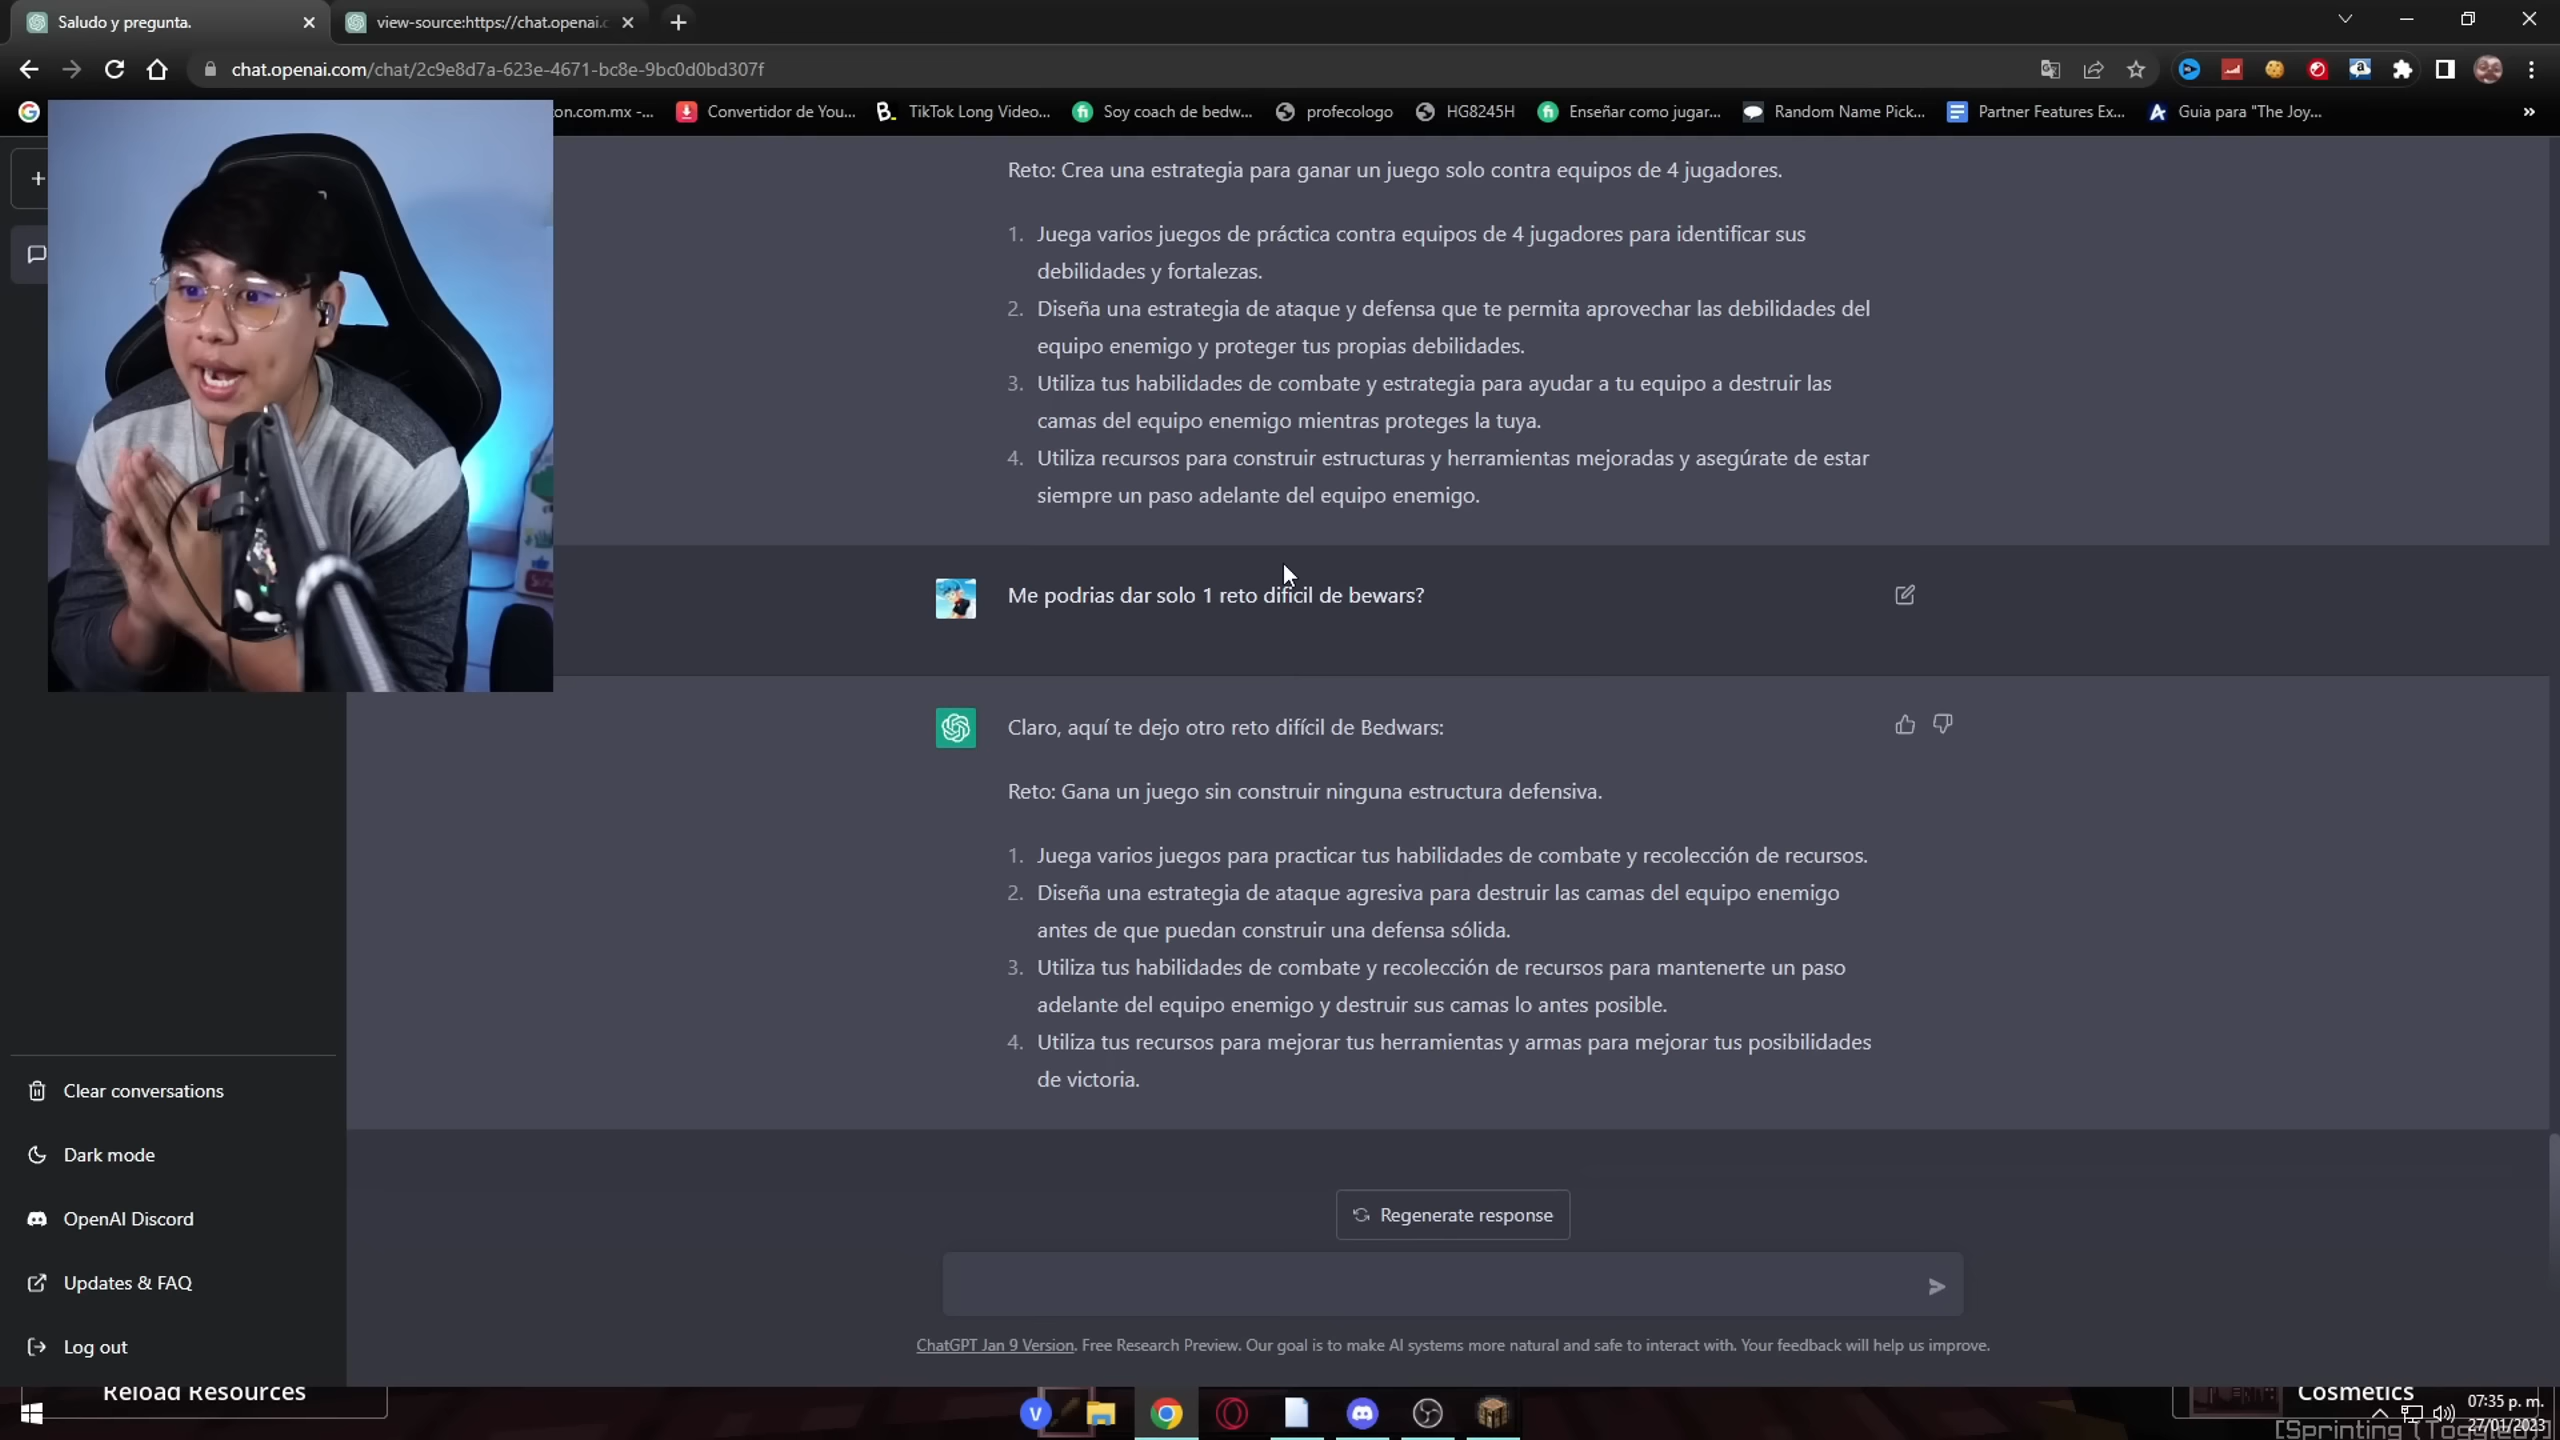 Saludo y pregunta.
view-source:https://chat.openai.c
chat.openai.com/chat/2c9e8d7a-623e-4671-bc8e-9bc0d0bd307f
on.com.mx -...
Convertidor de You...
TikTok Long Video...
Soy coach de bedw...
profecologo
HG8245H
Enseñar como jugar...
Random Name Pick...
Partner Features Ex...
Guia para "The Joy...
Reto: Crea una estrategia para ganar un juego solo contra equipos de 4 jugadores.
1. Juega varios juegos de práctica contra equipos de 4 jugadores para identificar sus
debilidades y fortalezas.
2. Diseña una estrategia de ataque y defensa que te permita aprovechar las debilidades del
equipo enemigo y proteger tus propias debilidades.
3. Utiliza tus habilidades de combate y estrategia para ayudar a tu equipo a destruir las
camas del equipo enemigo mientras proteges la tuya.
4. Utiliza recursos para construir estructuras y herramientas mejoradas y asegúrate de estar
siempre un paso adelante del equipo enemigo.
Me podrias dar solo 1 reto dificil de bewars?
Claro, aquí te dejo otro reto difícil de Bedwars:
Reto: Gana un juego sin construir ninguna estructura defensiva.
1. Juega varios juegos para practicar tus habilidades de combate y recolección de recursos.
2. Diseña una estrategia de ataque agresiva para destruir las camas del equipo enemigo
antes de que puedan construir una defensa sólida.
3. Utiliza tus habilidades de combate y recolección de recursos para mantenerte un paso
adelante del equipo enemigo y destruir sus camas lo antes posible.
4. Utiliza tus recursos para mejorar tus herramientas y armas para mejorar tus posibilidades
de victoria.
Clear conversations
Dark mode
OpenAI Discord
Updates & FAQ
Log out
Regenerate response
ChatGPT Jan 9 Version. Free Research Preview. Our goal is to make AI systems more natural and safe to interact with. Your feedback will help us improve.
Reload Resources
Cosmetics
07:35 p. m.
27/01/2023
[Sprinting (Toggled)]